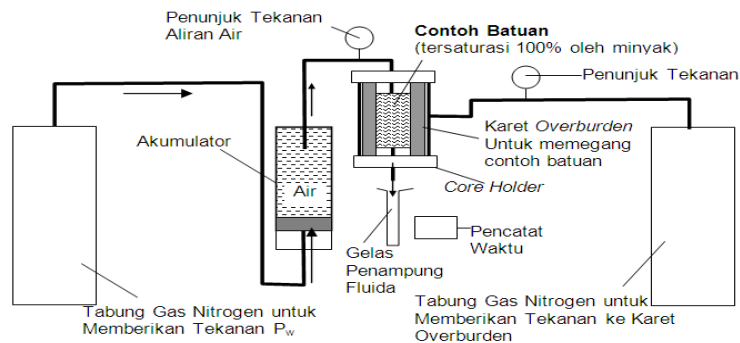 Penunjuk Tekanan
Aliran Air
Contoh Batuan
(tersaturasi 100% oleh minyak)
Penunjuk Tekanan
Akumulator
Air
Karet Overburden
Untuk memegang
contoh batuan
Core Holder
Pencatat
Waktu
Gelas
Penampung
Fluida
Tabung Gas Nitrogen untuk
Memberikan Tekanan Pw
Tabung Gas Nitrogen untuk
Memberikan Tekanan ke Karet
Overburden